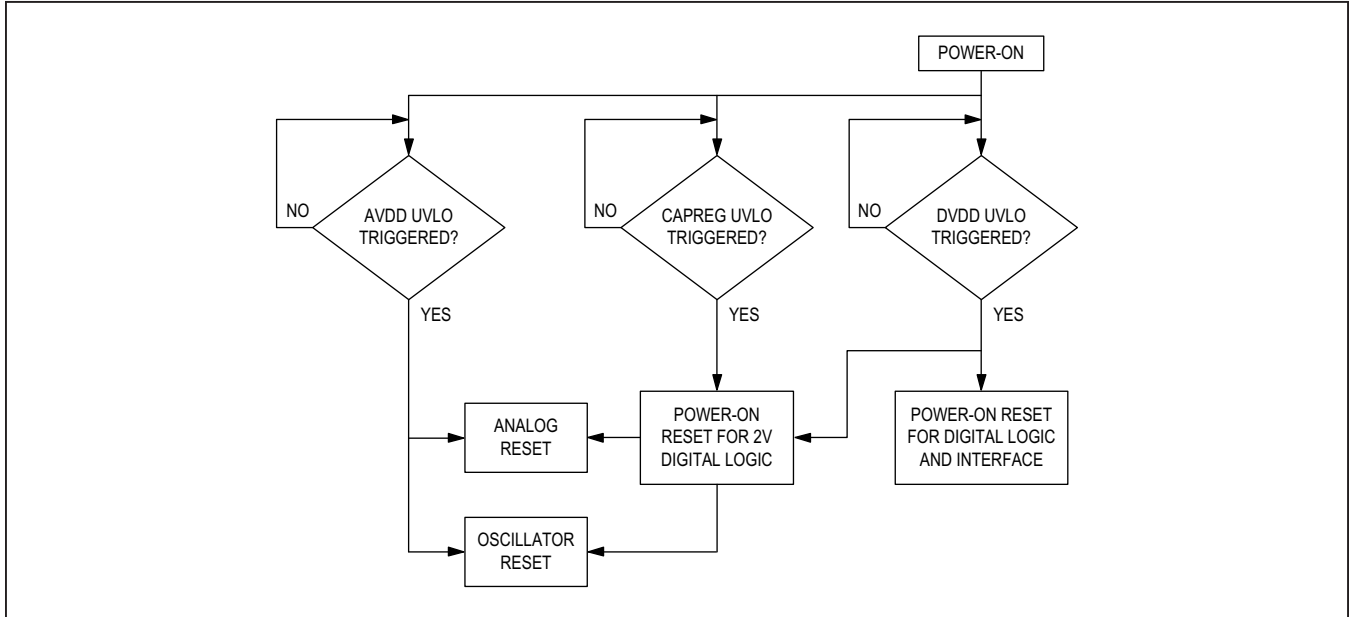 POWER-ON
NO
AVDD UVLO
TRIGGERED?
YES
NO
CAPREG UVLO
TRIGGERED?
YES
NO
DVDD UVLO
TRIGGERED?
YES
ANALOG
RESET
POWER-ON
RESET FOR 2V
DIGITAL LOGIC
POWER-ON RESET
FOR DIGITAL LOGIC
AND INTERFACE
OSCILLATOR
RESET